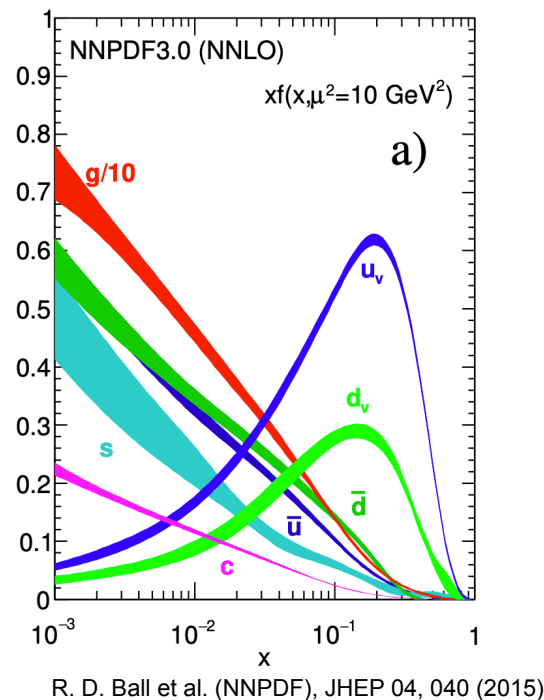 NNPDF3.0 (NNLO)
xf(x,μ²=10 GeV²)
a)
g/10
u_v
d_v
s
ū
d̄
c
1
0.9
0.8
0.7
0.6
0.5
0.4
0.3
0.2
0.1
0
10⁻³ 10⁻² 10⁻¹ 1
x
R. D. Ball et al. (NNPDF), JHEP 04, 040 (2015)